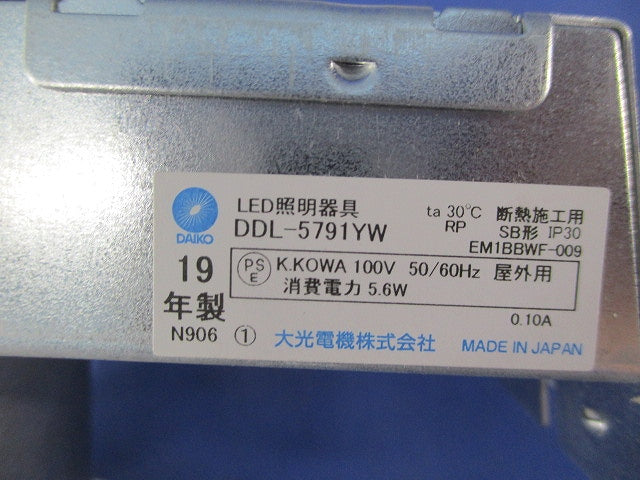 DAIKO
LED照明器具
DDL-5791YW
ta 30℃ 断熱施工用
RP SB形 IP30
EM1BBWF-009
19
年製
N906 ①
PS
E
K.KOWA 100V 50/60Hz 屋外用
消費電力 5.6W
0.10A
大光電機株式会社 MADE IN JAPAN